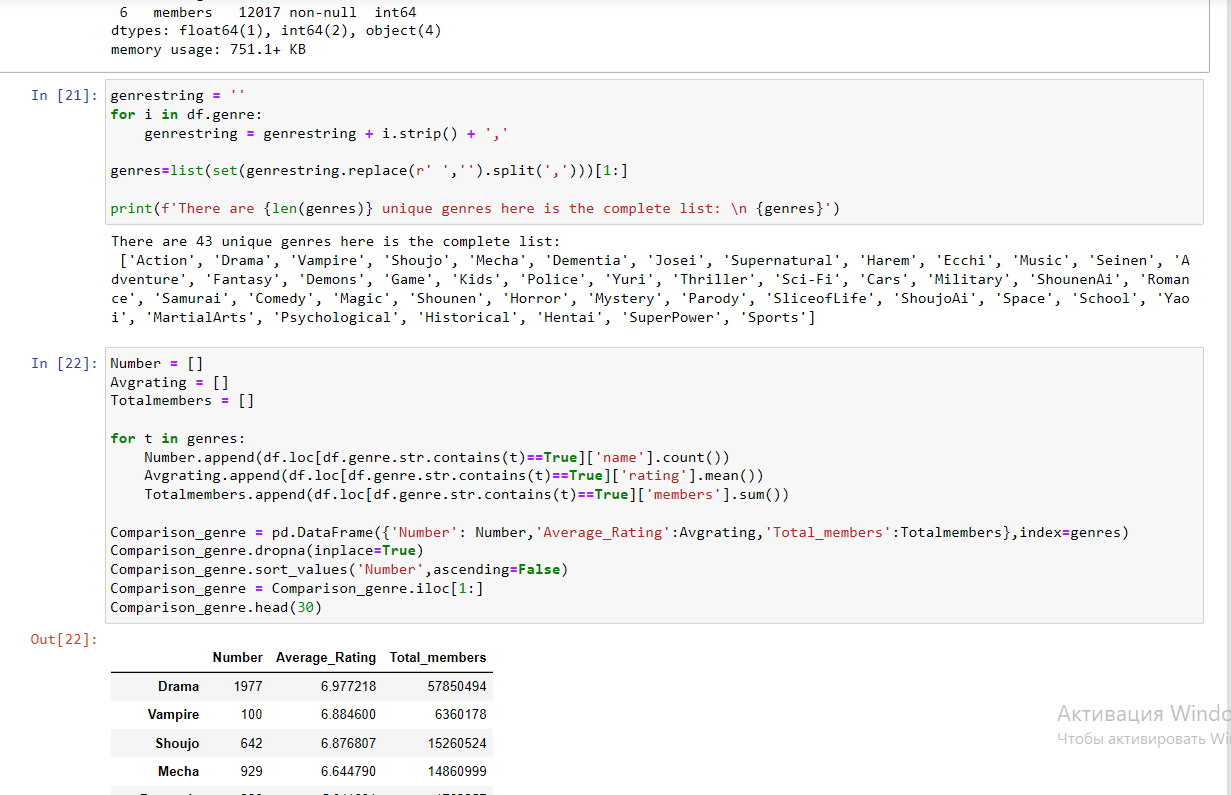 6 members 12017 non-null int64
dtypes: float64(1), int64(2), object(4)
memory usage: 751.1+ KB
In [21]: genrestring = ''
for i in df.genre:
    genrestring = genrestring + i.strip() + ','
genres=list(set(genrestring.replace(r' ','').split(',')))[1:]
print(f'There are {len(genres)} unique genres here is the complete list: \n {genres}')
There are 43 unique genres here is the complete list:
['Action', 'Drama', 'Vampire', 'Shoujo', 'Mecha', 'Dementia', 'Josei', 'Supernatural', 'Harem', 'Ecchi', 'Music', 'Seinen', 'A
dventure', 'Fantasy', 'Demons', 'Game', 'Kids', 'Police', 'Yuri', 'Thriller', 'Sci-Fi', 'Cars', 'Military', 'ShounenAi', 'Roman
ce', 'Samurai', 'Comedy', 'Magic', 'Shounen', 'Horror', 'Mystery', 'Parody', 'SliceofLife', 'ShoujoAi', 'Space', 'School', 'Yao
i', 'MartialArts', 'Psychological', 'Historical', 'Hentai', 'SuperPower', 'Sports']
In [22]: Number = []
Avgrating = []
Totalmembers = []
for t in genres:
    Number.append(df.loc[df.genre.str.contains(t)==True]['name'].count())
    Avgrating.append(df.loc[df.genre.str.contains(t)==True]['rating'].mean())
    Totalmembers.append(df.loc[df.genre.str.contains(t)==True]['members'].sum())
Comparison_genre = pd.DataFrame({'Number': Number,'Average_Rating':Avgrating,'Total_members':Totalmembers},index=genres)
Comparison_genre.dropna(inplace=True)
Comparison_genre.sort_values('Number',ascending=False)
Comparison_genre = Comparison_genre.iloc[1:]
Comparison_genre.head(30)
Out[22]:
Number Average_Rating Total_members
Drama 1977 6.977218 57850494
Vampire 100 6.884600 6360178
Shoujo 642 6.876807 15260524
Mecha 929 6.644790 14860999
Активация Windo
Чтобы активировать Wi